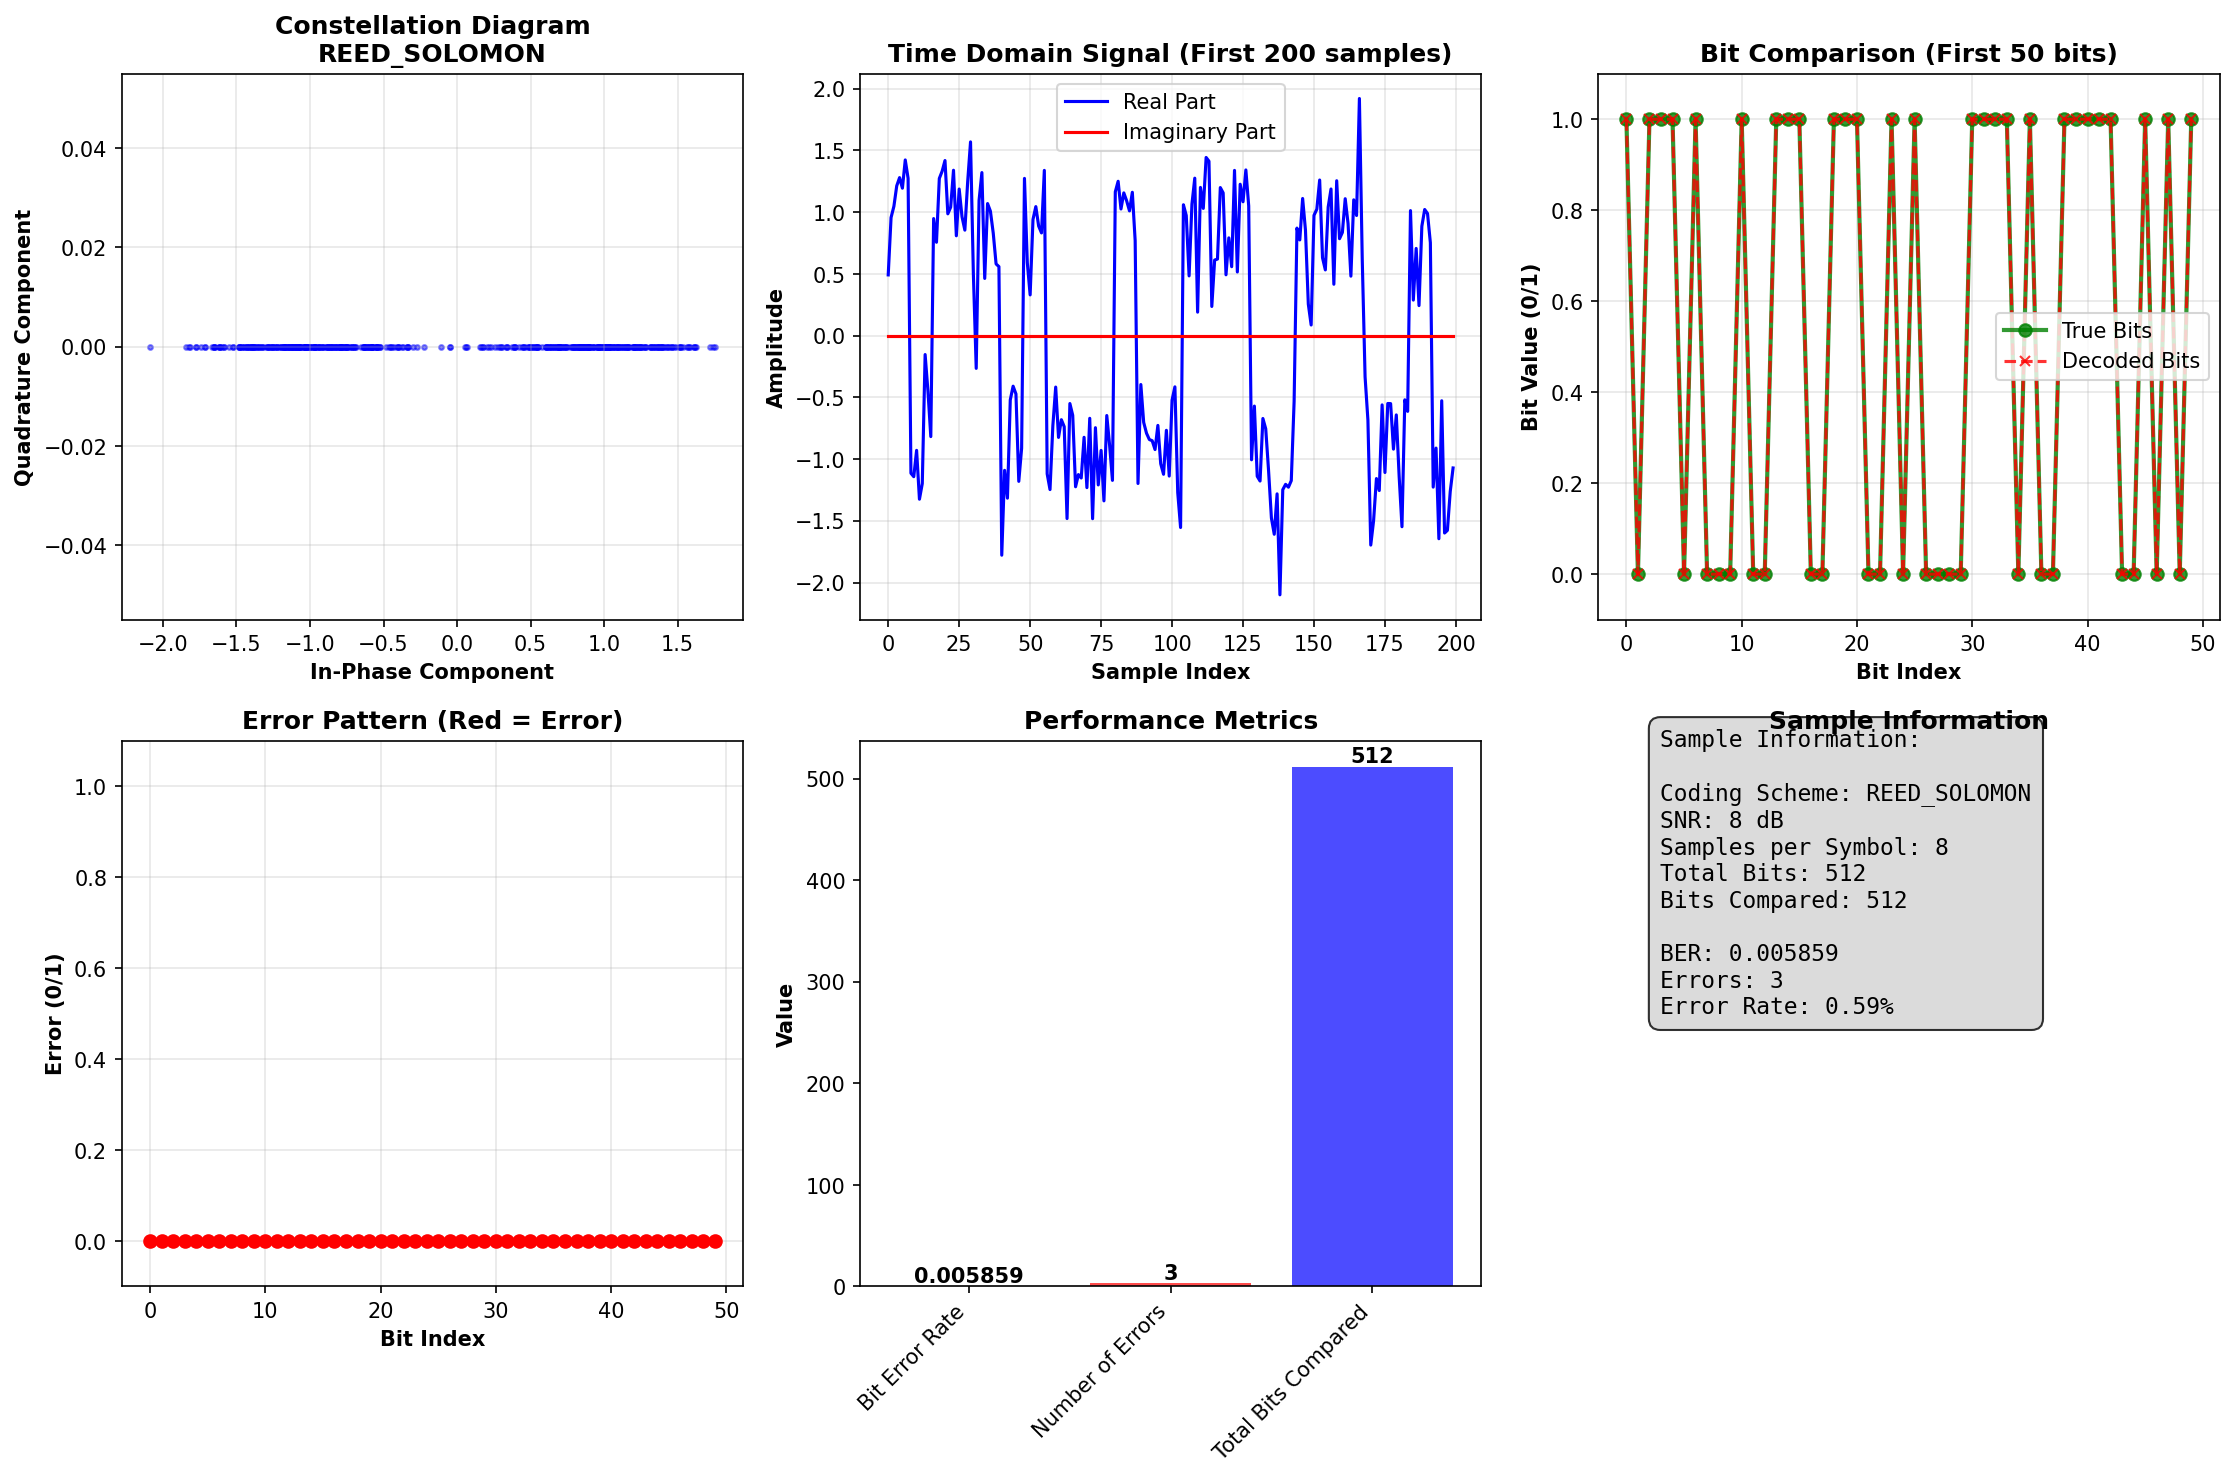 Constellation Diagram
REED_SOLOMON
Quadrature Component
0.04
0.02
0.00
−0.02
−0.04
−2.0 −1.5 −1.0 −0.5 0.0 0.5 1.0 1.5
In-Phase Component
Time Domain Signal (First 200 samples)
Real Part
Imaginary Part
Amplitude
2.0
1.5
1.0
0.5
0.0
−0.5
−1.0
−1.5
−2.0
0 25 50 75 100 125 150 175 200
Sample Index
Bit Comparison (First 50 bits)
Bit Value (0/1)
1.0
0.8
0.6
0.4
0.2
0.0
True Bits
Decoded Bits
0 10 20 30 40 50
Bit Index
Error Pattern (Red = Error)
Error (0/1)
1.0
0.8
0.6
0.4
0.2
0.0
0 10 20 30 40 50
Bit Index
Performance Metrics
Value
500
400
300
200
100
0
0.005859
3
512
Bit Error Rate
Number of Errors
Total Bits Compared
Sample Information
Sample Information:
Coding Scheme: REED_SOLOMON
SNR: 8 dB
Samples per Symbol: 8
Total Bits: 512
Bits Compared: 512
BER: 0.005859
Errors: 3
Error Rate: 0.59%